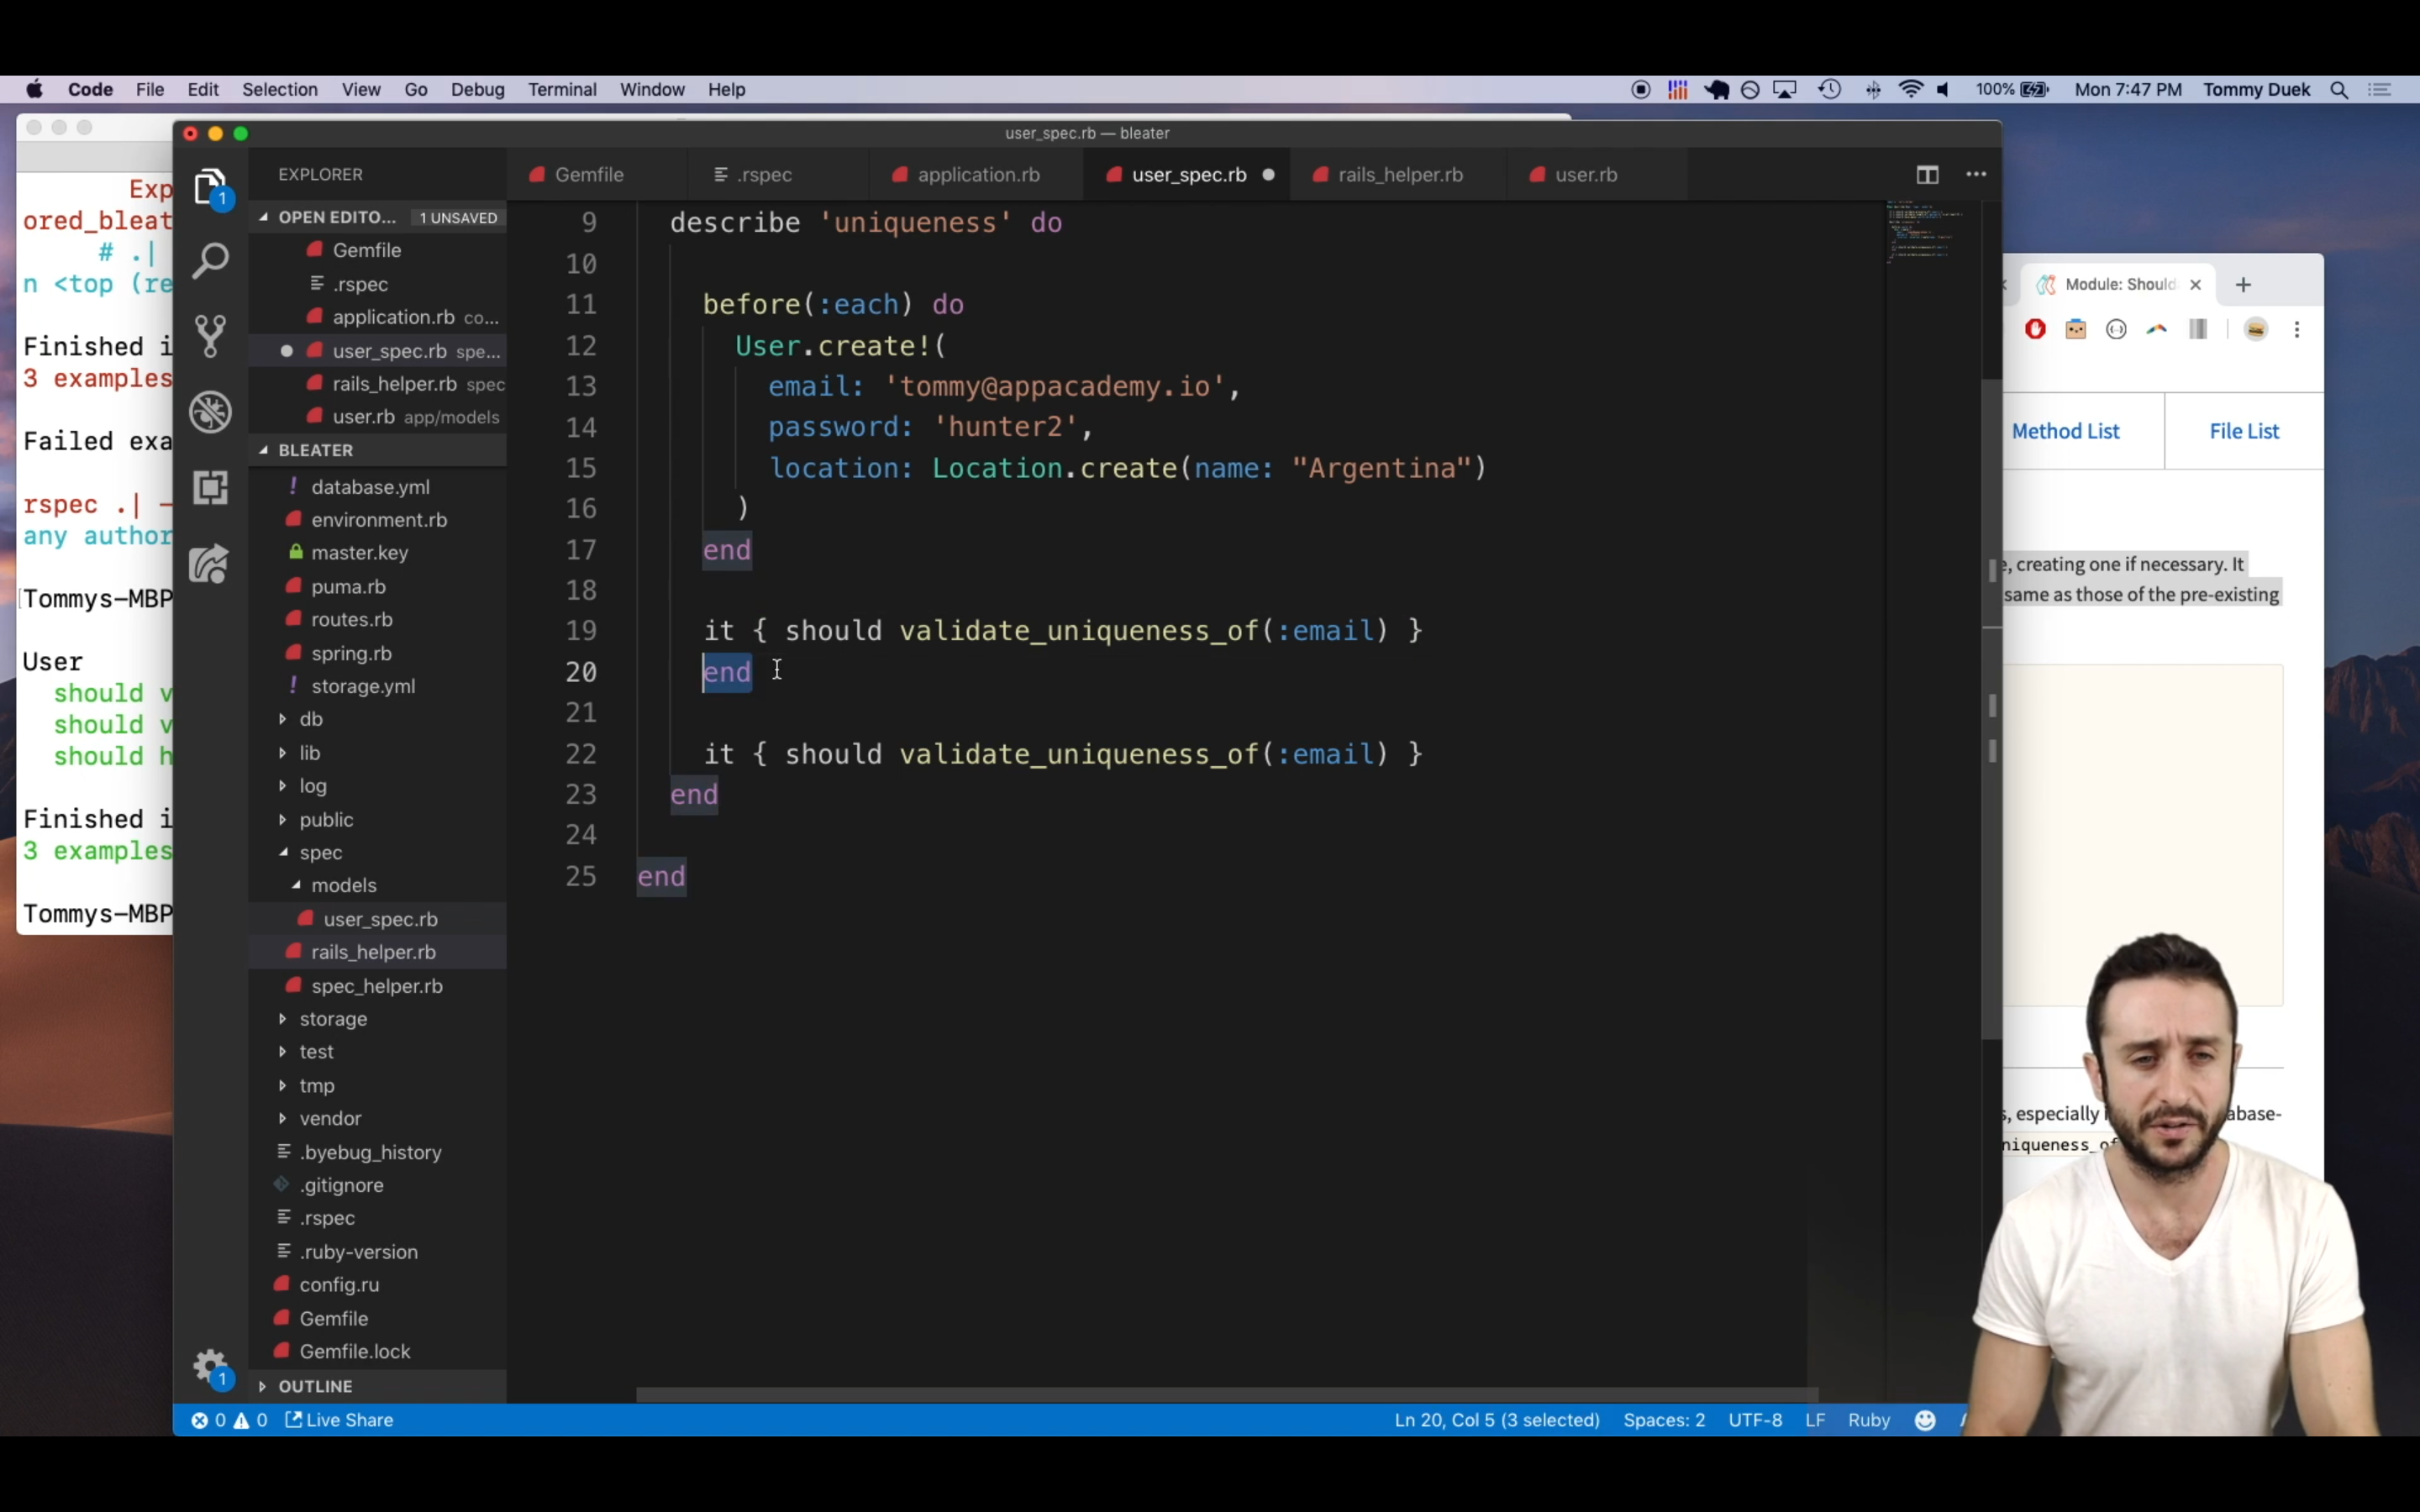 Code File Edit Selection View Go Debug Terminal Window Help 100% Mon 7:47 PM Tommy Duek
user_spec.rb — bleater
EXPLORER
Gemfile .rspec application.rb user_spec.rb rails_helper.rb user.rb
OPEN EDITO... 1 UNSAVED
Gemfile
.rspec
application.rb co...
user_spec.rb spe...
rails_helper.rb spec
user.rb app/models
BLEATER
database.yml
environment.rb
master.key
puma.rb
routes.rb
spring.rb
storage.yml
db
lib
log
public
spec
models
user_spec.rb
rails_helper.rb
spec_helper.rb
storage
test
tmp
vendor
.byebug_history
.gitignore
.rspec
.ruby-version
config.ru
Gemfile
Gemfile.lock
OUTLINE
1
1
9 describe 'uniqueness' do
10
11 before(:each) do
12 User.create!(
13 email: 'tommy@appacademy.io',
14 password: 'hunter2',
15 location: Location.create(name: "Argentina")
16 )
17 end
18
19 it { should validate_uniqueness_of(:email) }
20 end
21
22 it { should validate_uniqueness_of(:email) }
23 end
24
25 end
0 0 Live Share
Ln 20, Col 5 (3 selected) Spaces: 2 UTF-8 LF Ruby
Exp
ored_bleat
# .|
n <top (re
Finished i
3 examples
Failed exa
rspec .| –
any author
Tommys-MBP
User
should v
should v
should h
Finished i
3 examples
Tommys-MBP
Module: Should
Method List File List
e, creating one if necessary. It
same as those of the pre-existing
s, especially i abase-
niqueness_of